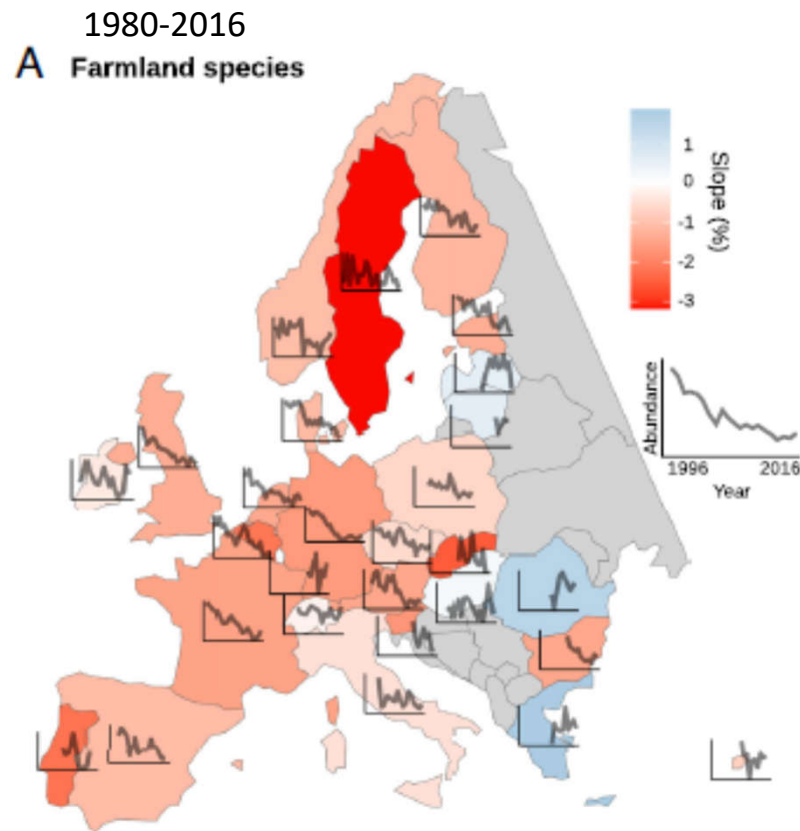 1980-2016
A Farmland species
1
0
-1
-2
-3
Slope (%)
Abundance
1996 2016
Year